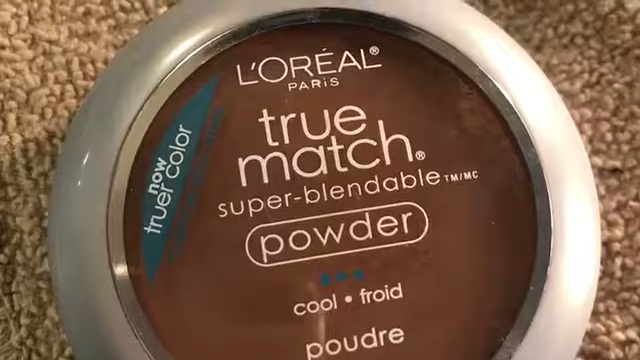 L'ORÉAL®
PARIS
true
match®
super-blendable TM/MC
powder
cool • froid
poudre
now
truer color